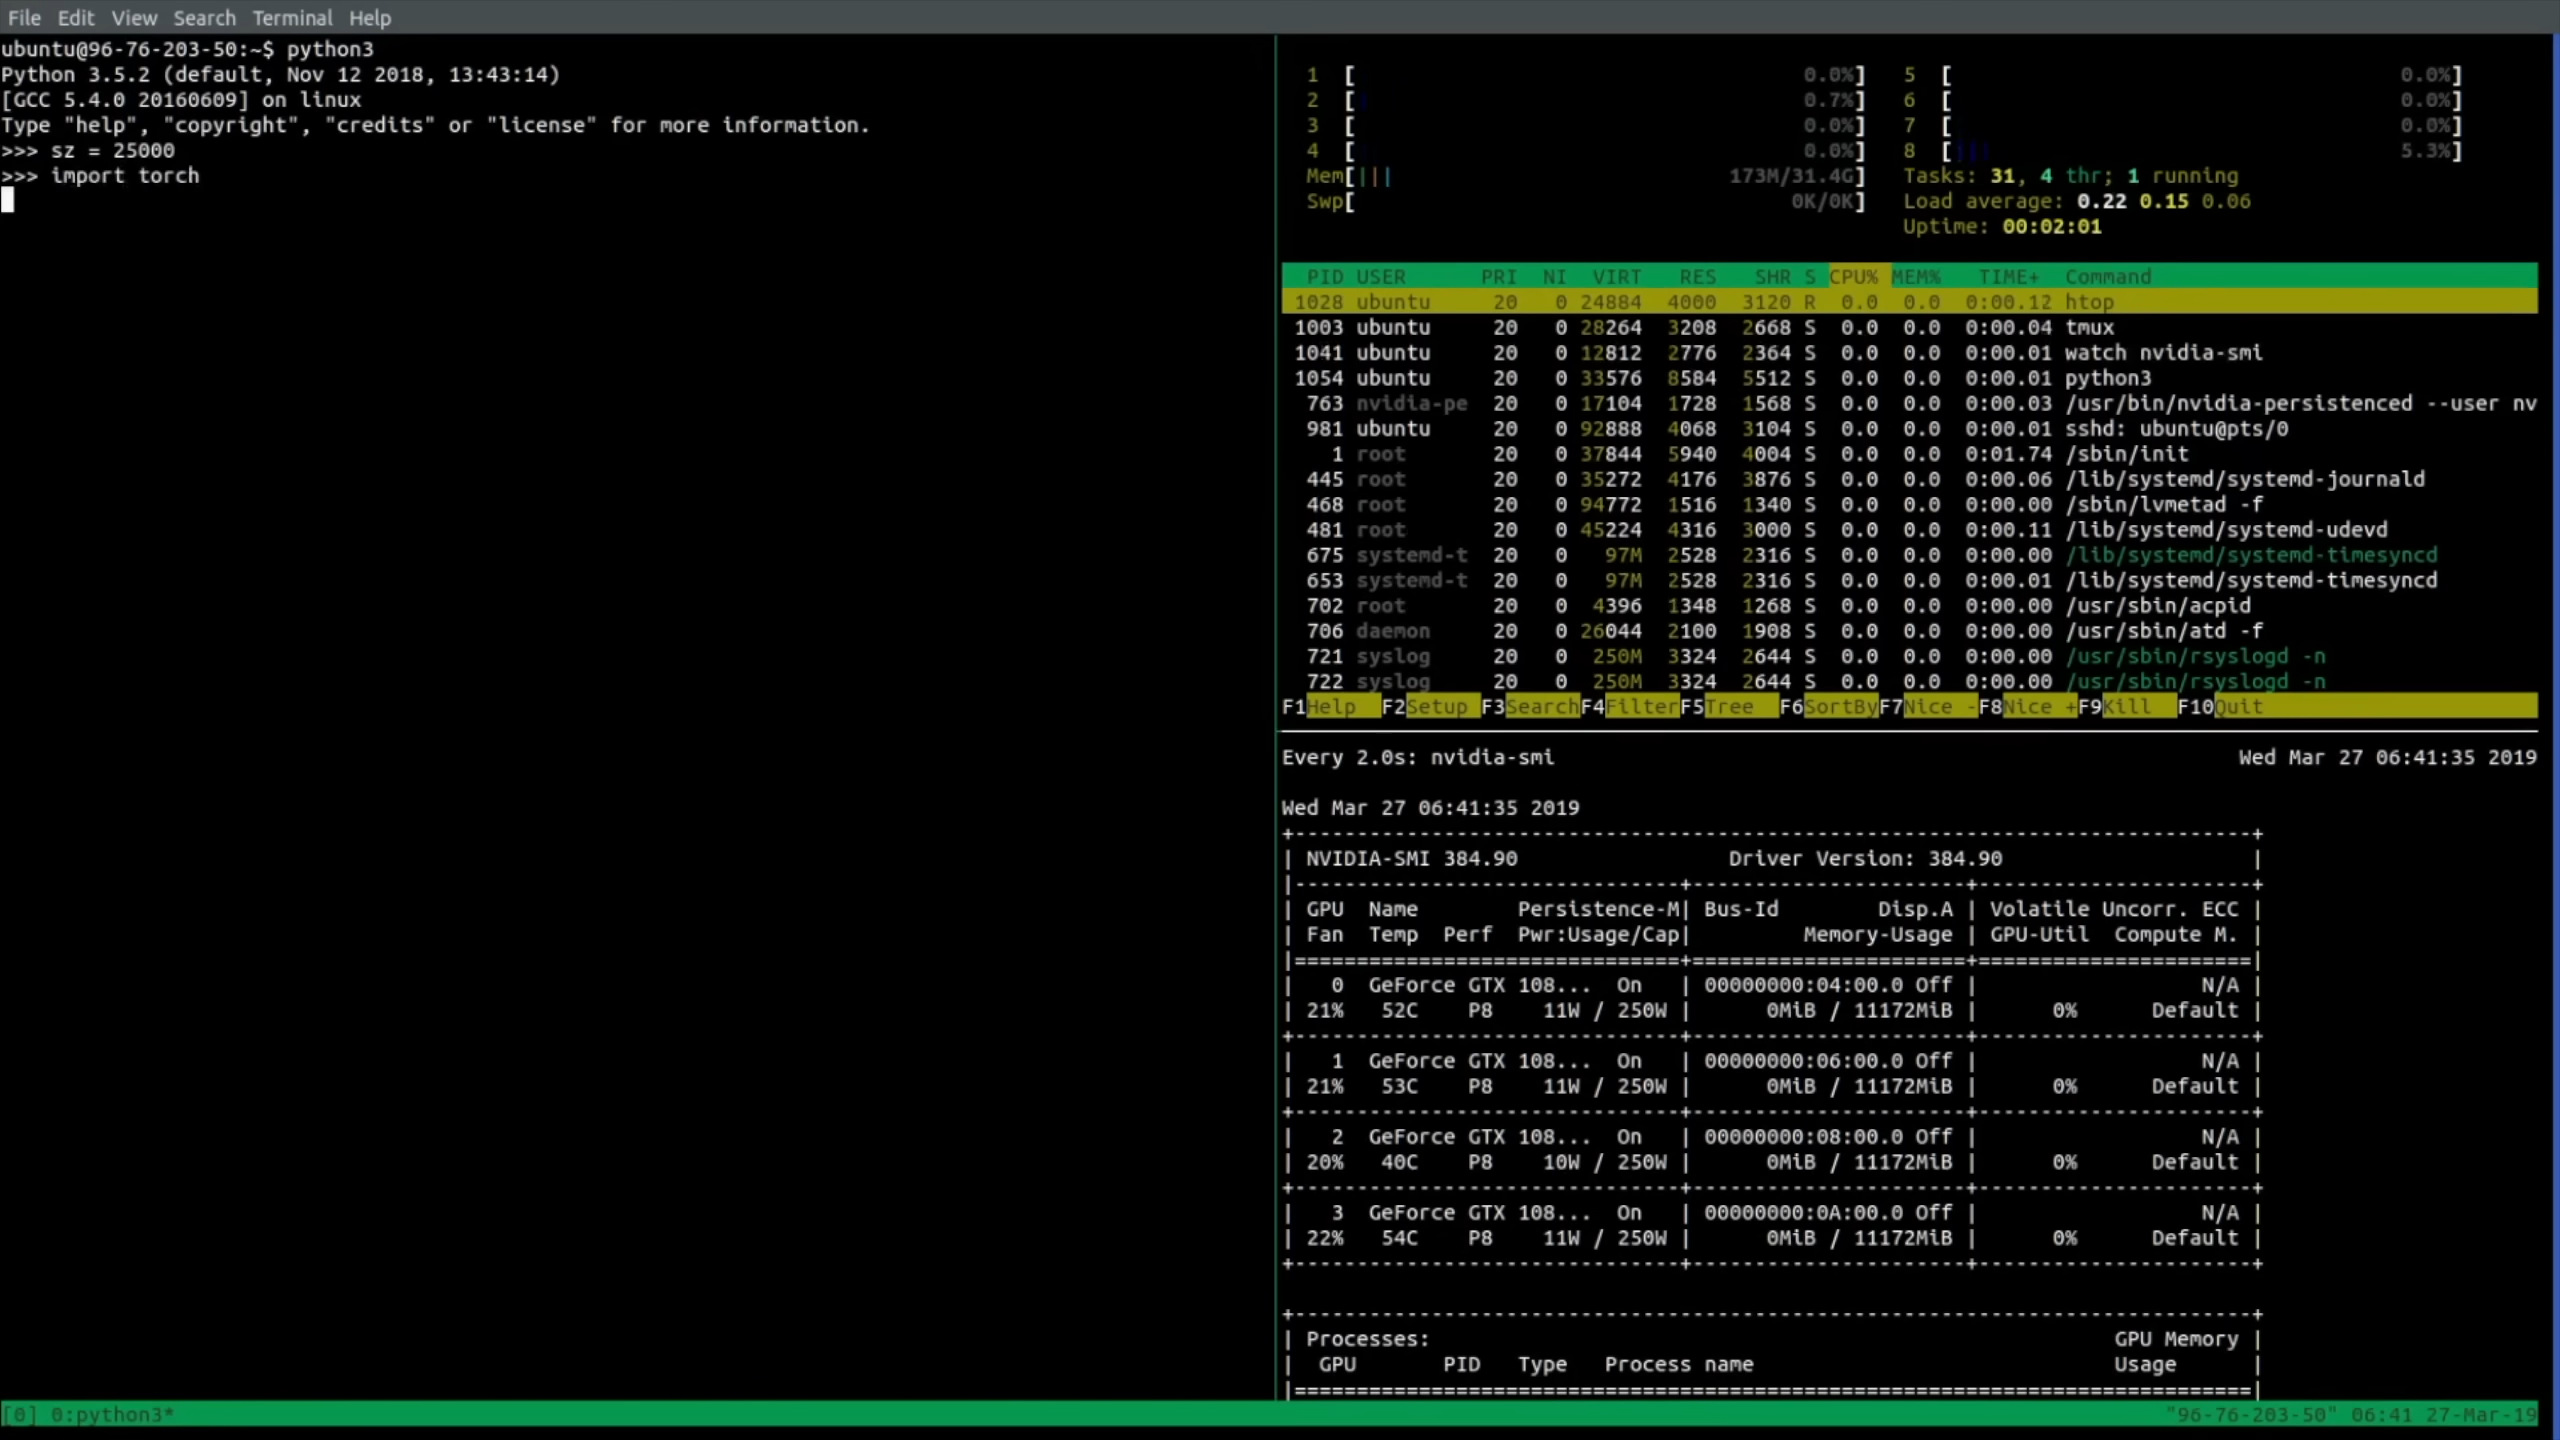 File Edit View Search Terminal Help
ubuntu@96-76-203-50:~$ python3
Python 3.5.2 (default, Nov 12 2018, 13:43:14)
[GCC 5.4.0 20160609] on linux
Type "help", "copyright", "credits" or "license" for more information.
>>> sz = 25000
>>> import torch
1 [ 0.0%] 5 [ 0.0%]
2 [ 0.7%] 6 [ 0.0%]
3 [ 0.0%] 7 [ 0.0%]
4 [ 0.0%] 8 [||| 5.3%]
Mem[||| 173M/31.4G] Tasks: 31, 4 thr; 1 running
Swp[ 0K/0K] Load average: 0.22 0.15 0.06
Uptime: 00:02:01
PID USER PRI NI VIRT RES SHR S CPU% MEM% TIME+ Command
1028 ubuntu 20 0 24884 4000 3120 R 0.0 0.0 0:00.12 htop
1003 ubuntu 20 0 28264 3208 2668 S 0.0 0.0 0:00.04 tmux
1041 ubuntu 20 0 12812 2776 2364 S 0.0 0.0 0:00.01 watch nvidia-smi
1054 ubuntu 20 0 33576 8584 5512 S 0.0 0.0 0:00.01 python3
763 nvidia-pe 20 0 17104 1728 1568 S 0.0 0.0 0:00.03 /usr/bin/nvidia-persistenced --user nv
981 ubuntu 20 0 92888 4068 3104 S 0.0 0.0 0:00.01 sshd: ubuntu@pts/0
1 root 20 0 37844 5940 4004 S 0.0 0.0 0:01.74 /sbin/init
445 root 20 0 35272 4176 3876 S 0.0 0.0 0:00.06 /lib/systemd/systemd-journald
468 root 20 0 94772 1516 1340 S 0.0 0.0 0:00.00 /sbin/lvmetad -f
481 root 20 0 45224 4316 3000 S 0.0 0.0 0:00.11 /lib/systemd/systemd-udevd
675 systemd-t 20 0 97M 2528 2316 S 0.0 0.0 0:00.00 /lib/systemd/systemd-timesyncd
653 systemd-t 20 0 97M 2528 2316 S 0.0 0.0 0:00.01 /lib/systemd/systemd-timesyncd
702 root 20 0 4396 1348 1268 S 0.0 0.0 0:00.00 /usr/sbin/acpid
706 daemon 20 0 26044 2100 1908 S 0.0 0.0 0:00.00 /usr/sbin/atd -f
721 syslog 20 0 250M 3324 2644 S 0.0 0.0 0:00.00 /usr/sbin/rsyslogd -n
722 syslog 20 0 250M 3324 2644 S 0.0 0.0 0:00.00 /usr/sbin/rsyslogd -n
F1Help F2Setup F3SearchF4FilterF5Tree F6SortByF7Nice -F8Nice +F9Kill F10Quit
Every 2.0s: nvidia-smi Wed Mar 27 06:41:35 2019
Wed Mar 27 06:41:35 2019
| NVIDIA-SMI 384.90 Driver Version: 384.90 |
| GPU Name Persistence-M| Bus-Id Disp.A | Volatile Uncorr. ECC |
| Fan Temp Perf Pwr:Usage/Cap| Memory-Usage | GPU-Util Compute M. |
| 0 GeForce GTX 108... On | 00000000:04:00.0 Off | N/A |
| 21% 52C P8 11W / 250W | 0MiB / 11172MiB | 0% Default |
| 1 GeForce GTX 108... On | 00000000:06:00.0 Off | N/A |
| 21% 53C P8 11W / 250W | 0MiB / 11172MiB | 0% Default |
| 2 GeForce GTX 108... On | 00000000:08:00.0 Off | N/A |
| 20% 40C P8 10W / 250W | 0MiB / 11172MiB | 0% Default |
| 3 GeForce GTX 108... On | 00000000:0A:00.0 Off | N/A |
| 22% 54C P8 11W / 250W | 0MiB / 11172MiB | 0% Default |
| Processes: GPU Memory |
| GPU PID Type Process name Usage |
[0] 0:python3* "96-76-203-50" 06:41 27-Mar-19